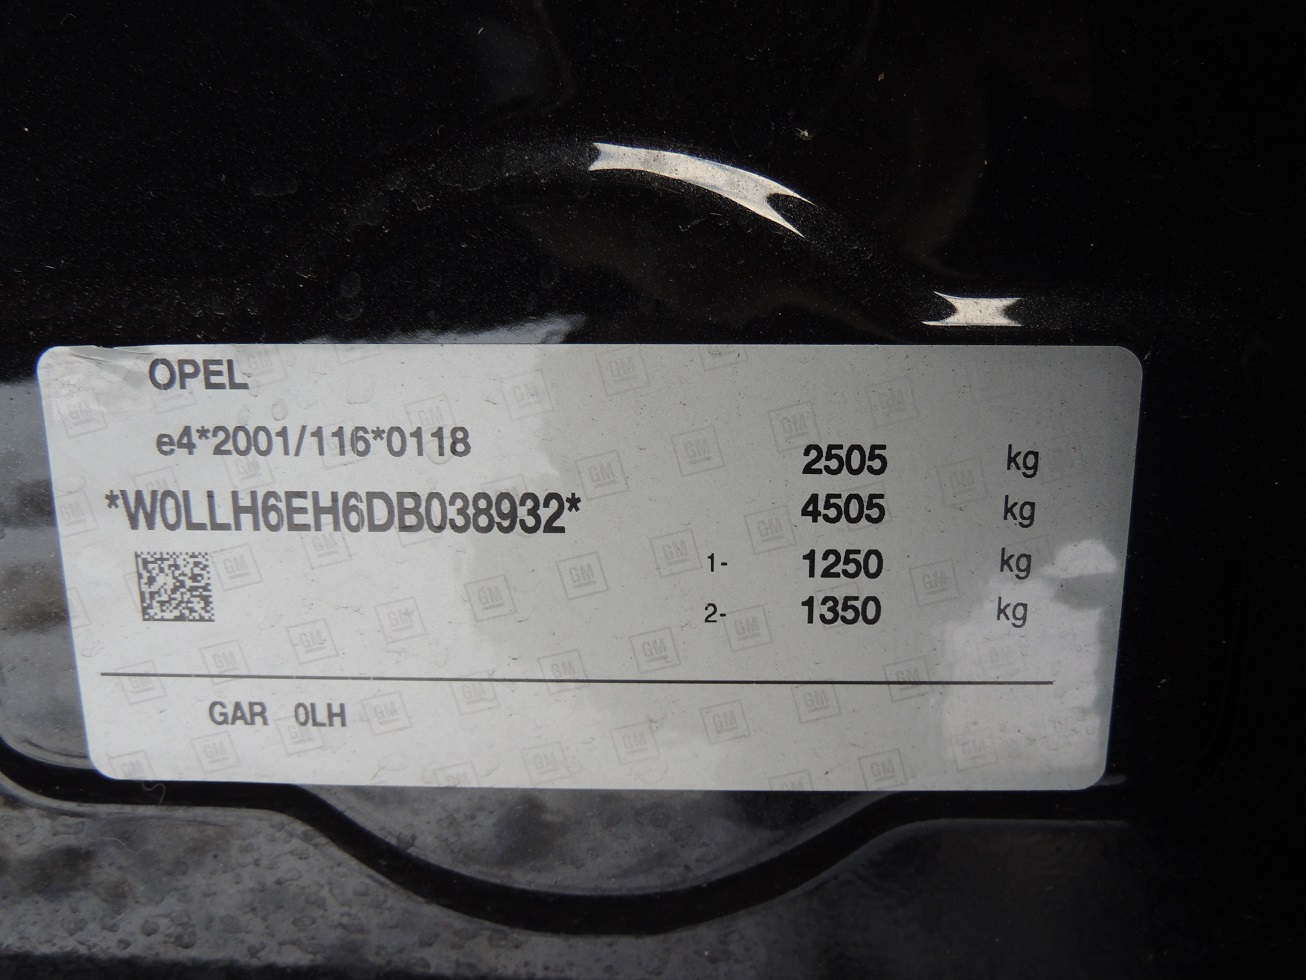 OPEL
e4*2001/116*0118
*W0LLH6EH6DB038932*
2505 kg
4505 kg
1- 1250 kg
2- 1350 kg
GAR 0LH